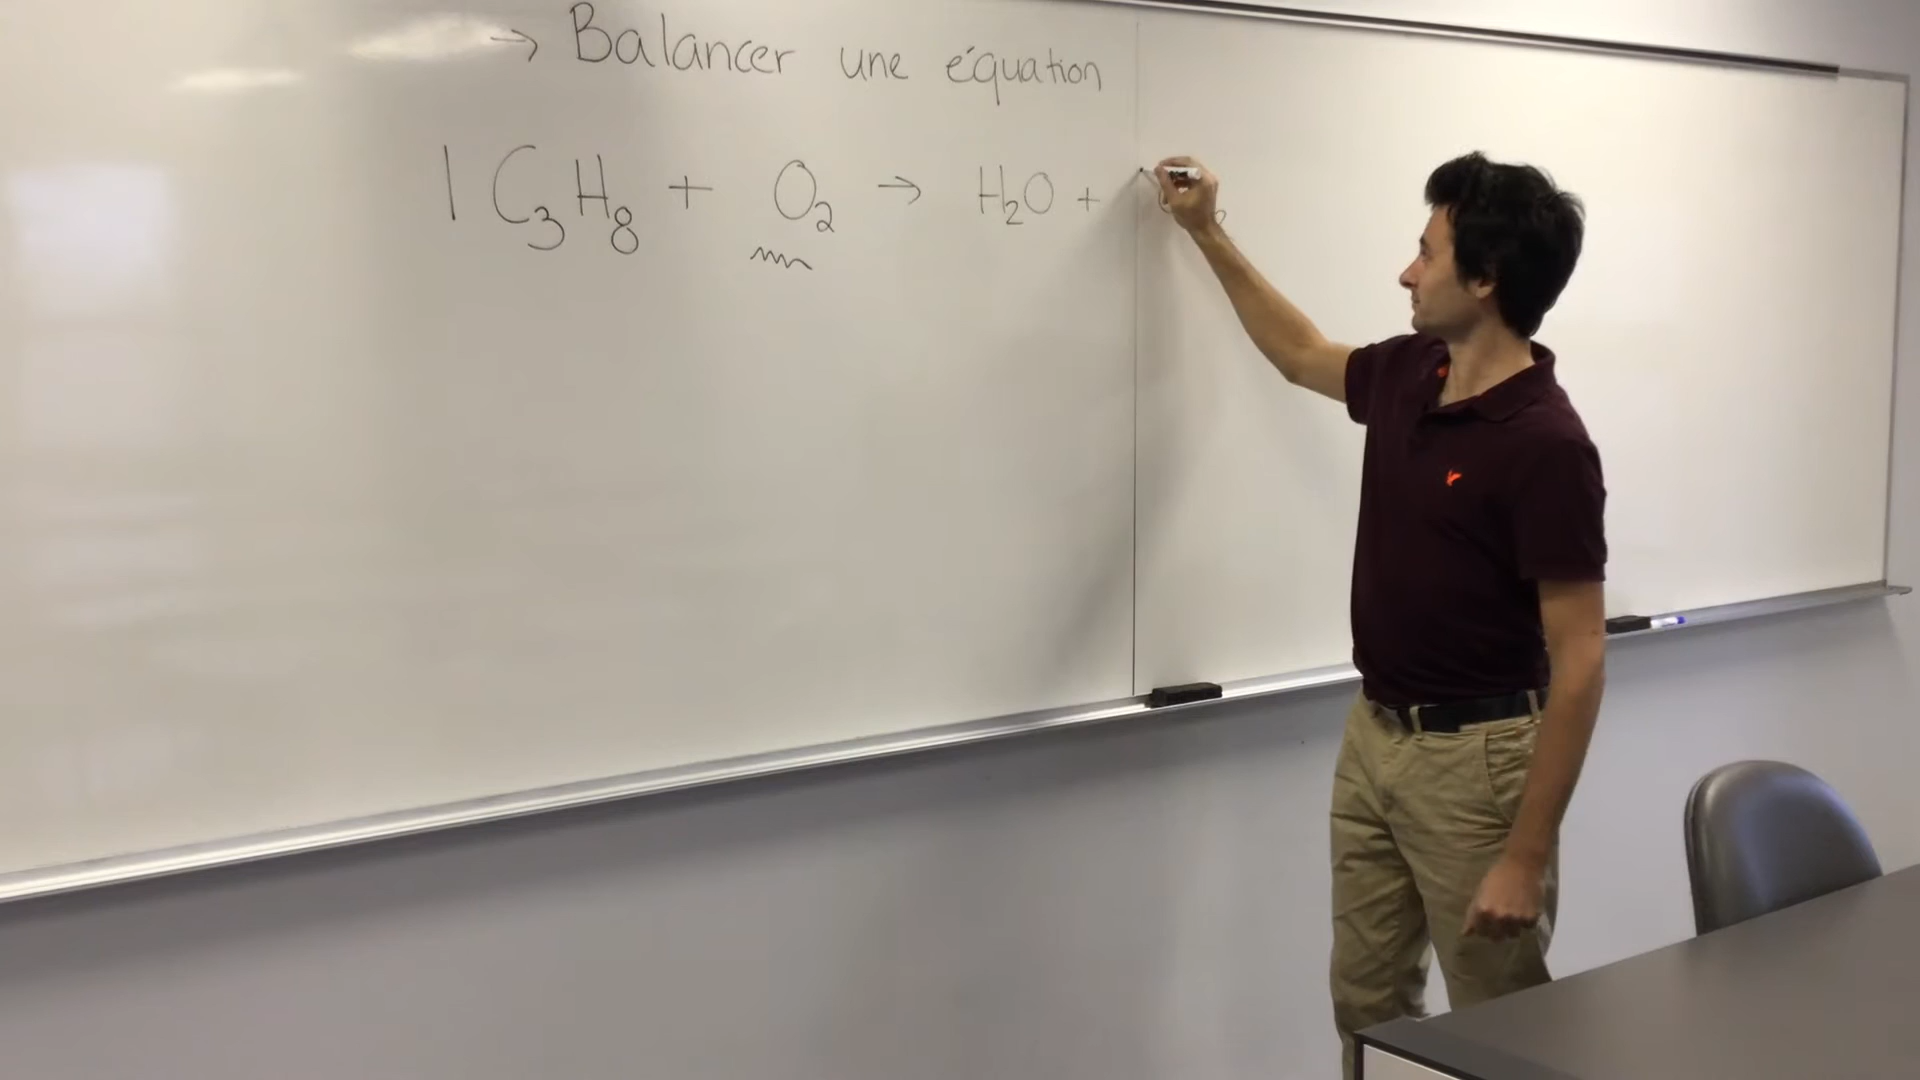 → Balancer une équation
1 C₃H₈ + O₂ → H₂O +